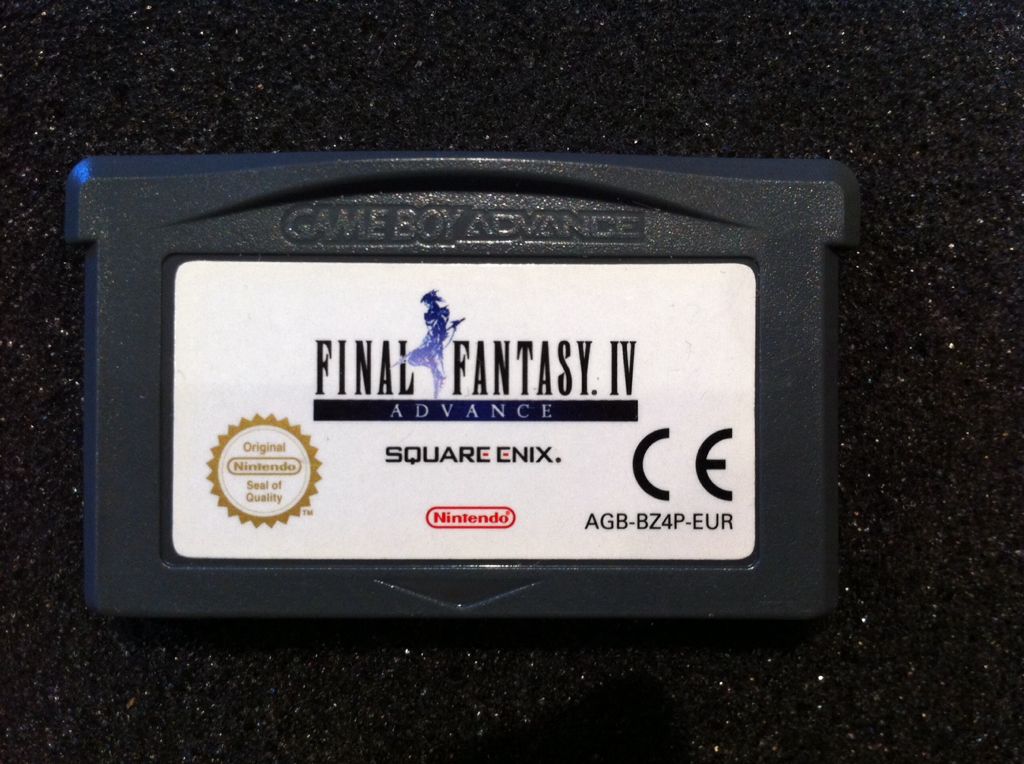 GAME BOY ADVANCE
FINAL FANTASY. IV
ADVANCE
SQUARE ENIX.
Original
Nintendo
Seal of
Quality
TM
CE
Nintendo®
AGB-BZ4P-EUR